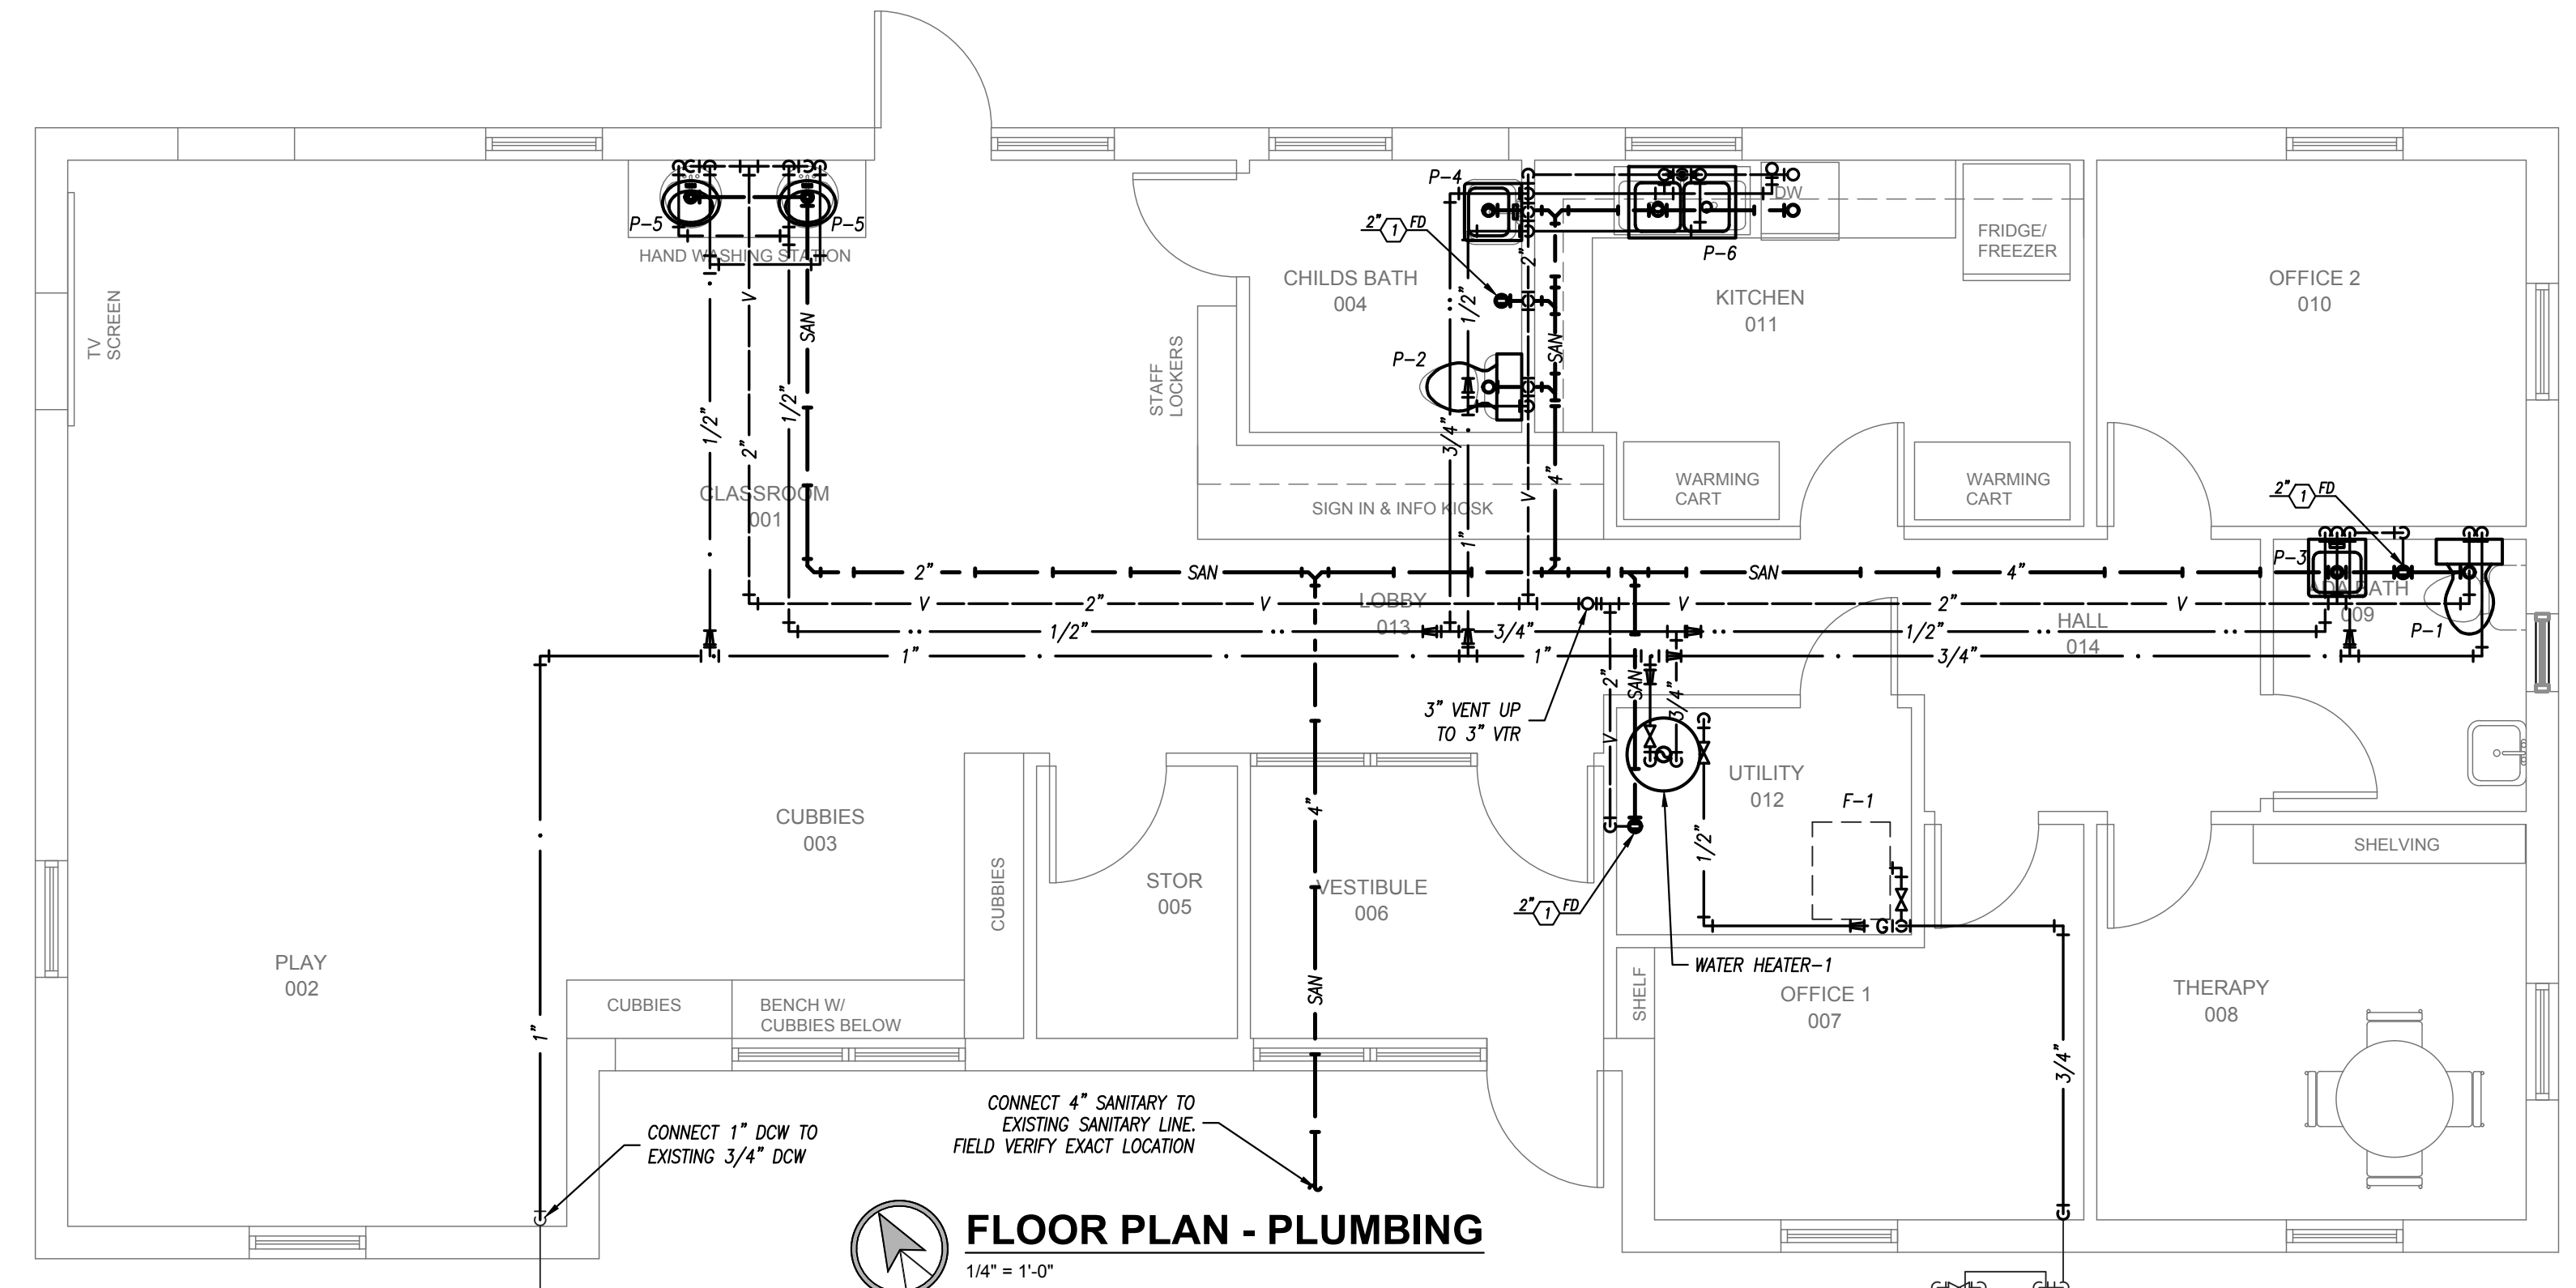 P-5
P-5
HAND WASHING STATION
TV
SCREEN
1/2"
V
2"
1/2"
SAN
CLASSROOM
001
STAFF
LOCKERS
CHILDS BATH
004
P-4
2" 1 FD
P-2
3/4"
1/2"
1"
2"
V
SAN
4"
P-6
DW
KITCHEN
011
FRIDGE/
FREEZER
WARMING
CART
WARMING
CART
SIGN IN & INFO KIOSK
OFFICE 2
010
2" 1 FD
P-3
ADA BATH
009
P-1
2"
SAN
SAN
4"
V
2"
V
V
2"
V
LOBBY
013
HALL
014
1/2"
3/4"
1/2"
1"
1"
3/4"
3" VENT UP
TO 3" VTR
2"
V
SAN
3/4"
UTILITY
012
F-1
1/2"
G
2" 1 FD
WATER HEATER-1
CUBBIES
003
CUBBIES
CUBBIES
BENCH W/
CUBBIES BELOW
STOR
005
VESTIBULE
006
4"
SAN
PLAY
002
1"
SHELF
OFFICE 1
007
3/4"
SHELVING
THERAPY
008
CONNECT 1" DCW TO
EXISTING 3/4" DCW
CONNECT 4" SANITARY TO
EXISTING SANITARY LINE.
FIELD VERIFY EXACT LOCATION
FLOOR PLAN - PLUMBING
1/4" = 1'-0"